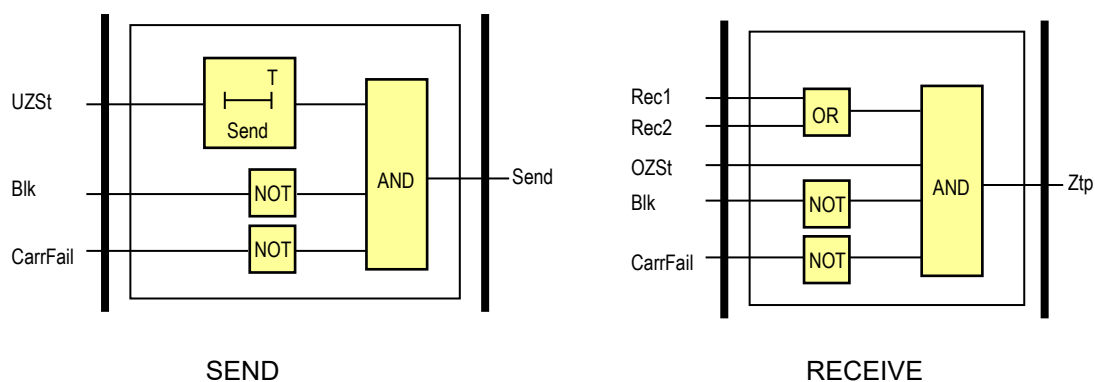 UZSt
T
Send
Blk
NOT
AND
Send
CarrFail
NOT
SEND
Rec1
Rec2
OR
OZSt
AND
Ztp
Blk
NOT
CarrFail
NOT
RECEIVE